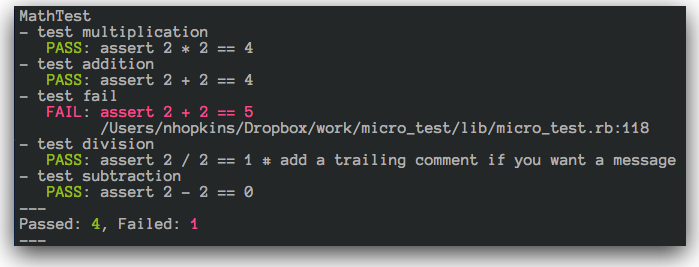 MathTest
- test multiplication
   PASS: assert 2 * 2 == 4
- test addition
   PASS: assert 2 + 2 == 4
- test fail
   FAIL: assert 2 + 2 == 5
         /Users/nhopkins/Dropbox/work/micro_test/lib/micro_test.rb:118
- test division
   PASS: assert 2 / 2 == 1 # add a trailing comment if you want a message
- test subtraction
   PASS: assert 2 - 2 == 0
---
Passed: 4, Failed: 1
---